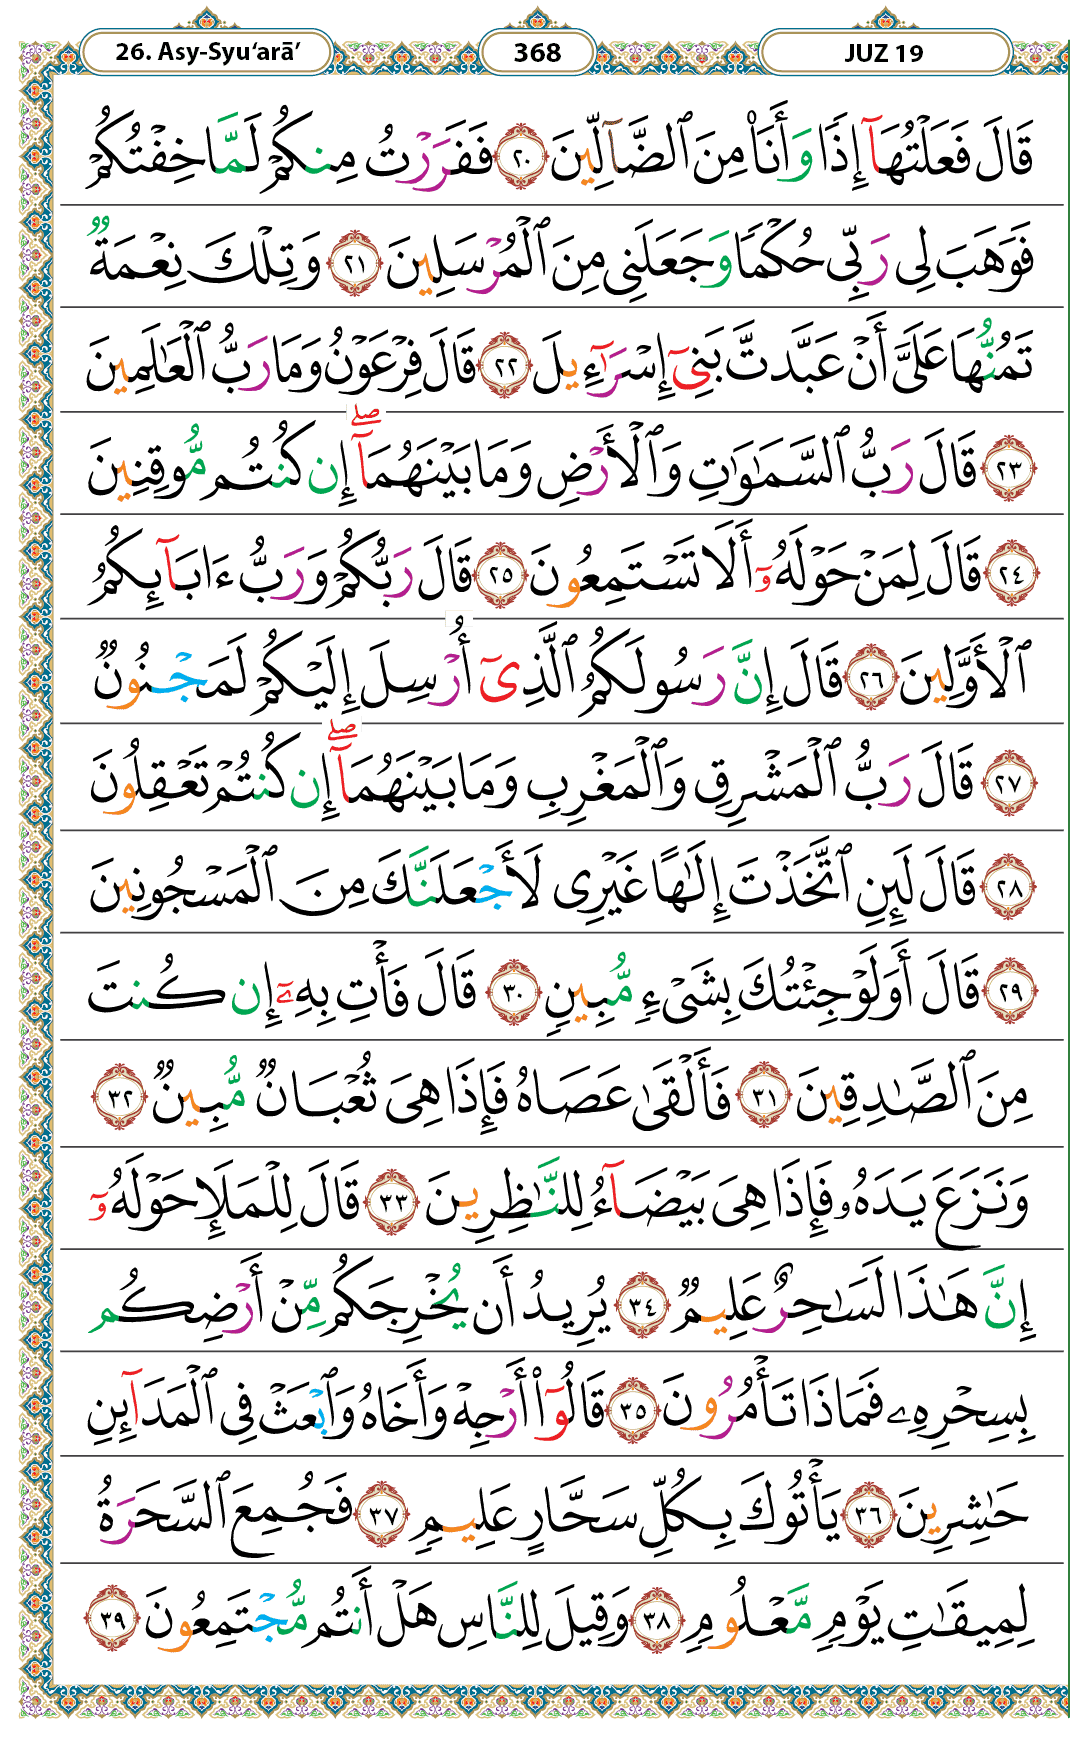 26. Asy-Syu‘arā’
368
JUZ 19
قَالَ فَعَلْتُهَآ إِذًا وَأَنَا۠ مِنَ ٱلضَّآلِّينَ ٢٠ فَفَرَرْتُ مِنكُمْ لَمَّا خِفْتُكُمْ
فَوَهَبَ لِى رَبِّى حُكْمًا وَجَعَلَنِى مِنَ ٱلْمُرْسَلِينَ ٢١ وَتِلْكَ نِعْمَةٌ
تَمُنُّهَا عَلَىَّ أَنْ عَبَّدتَّ بَنِىٓ إِسْرَٰٓءِيلَ ٢٢ قَالَ فِرْعَوْنُ وَمَا رَبُّ ٱلْعَٰلَمِينَ
٢٣ قَالَ رَبُّ ٱلسَّمَٰوَٰتِ وَٱلْأَرْضِ وَمَا بَيْنَهُمَآ ۖ إِن كُنتُم مُّوقِنِينَ
٢٤ قَالَ لِمَنْ حَوْلَهُۥٓ أَلَا تَسْتَمِعُونَ ٢٥ قَالَ رَبُّكُمْ وَرَبُّ ءَابَآئِكُمُ
ٱلْأَوَّلِينَ ٢٦ قَالَ إِنَّ رَسُولَكُمُ ٱلَّذِىٓ أُرْسِلَ إِلَيْكُمْ لَمَجْنُونٌ
٢٧ قَالَ رَبُّ ٱلْمَشْرِقِ وَٱلْمَغْرِبِ وَمَا بَيْنَهُمَآ ۖ إِن كُنتُمْ تَعْقِلُونَ
٢٨ قَالَ لَئِنِ ٱتَّخَذْتَ إِلَٰهًا غَيْرِى لَأَجْعَلَنَّكَ مِنَ ٱلْمَسْجُونِينَ
٢٩ قَالَ أَوَلَوْ جِئْتُكَ بِشَىْءٍ مُّبِينٍ ٣٠ قَالَ فَأْتِ بِهِۦٓ إِن كُنتَ
مِنَ ٱلصَّٰدِقِينَ ٣١ فَأَلْقَىٰ عَصَاهُ فَإِذَا هِىَ ثُعْبَانٌ مُّبِينٌ ٣٢
وَنَزَعَ يَدَهُۥ فَإِذَا هِىَ بَيْضَآءُ لِلنَّٰظِرِينَ ٣٣ قَالَ لِلْمَلَإِ حَوْلَهُۥٓ
إِنَّ هَٰذَا لَسَٰحِرٌ عَلِيمٌ ٣٤ يُرِيدُ أَن يُخْرِجَكُم مِّنْ أَرْضِكُم
بِسِحْرِهِۦ فَمَاذَا تَأْمُرُونَ ٣٥ قَالُوٓا۟ أَرْجِهْ وَأَخَاهُ وَٱبْعَثْ فِى ٱلْمَدَآئِنِ
حَٰشِرِينَ ٣٦ يَأْتُوكَ بِكُلِّ سَحَّارٍ عَلِيمٍ ٣٧ فَجُمِعَ ٱلسَّحَرَةُ
لِمِيقَٰتِ يَوْمٍ مَّعْلُومٍ ٣٨ وَقِيلَ لِلنَّاسِ هَلْ أَنتُم مُّجْتَمِعُونَ ٣٩